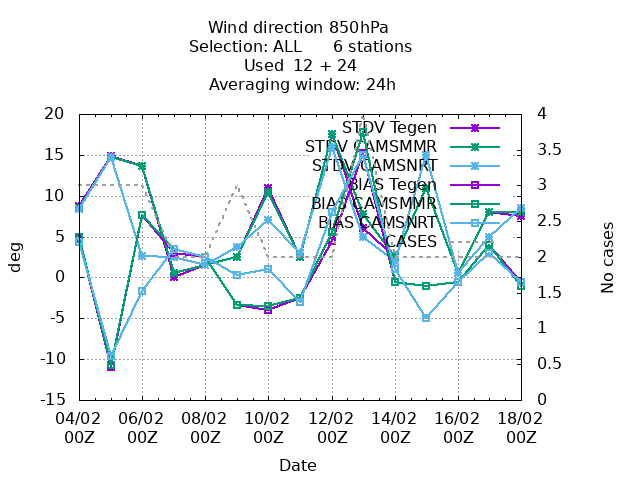 Wind direction 850hPa
Selection: ALL 6 stations
Used 12 + 24
Averaging window: 24h
20
15
10
5
0
-5
-10
-15
deg
4
3.5
3
2.5
2
1.5
1
0.5
0
No cases
STDV Tegen
STDV CAMSMMR
STDV CAMSNRT
BIAS Tegen
BIAS CAMSMMR
BIAS CAMSNRT
CASES
04/02 06/02 08/02 10/02 12/02 14/02 16/02 18/02
00Z 00Z 00Z 00Z 00Z 00Z 00Z 00Z
Date